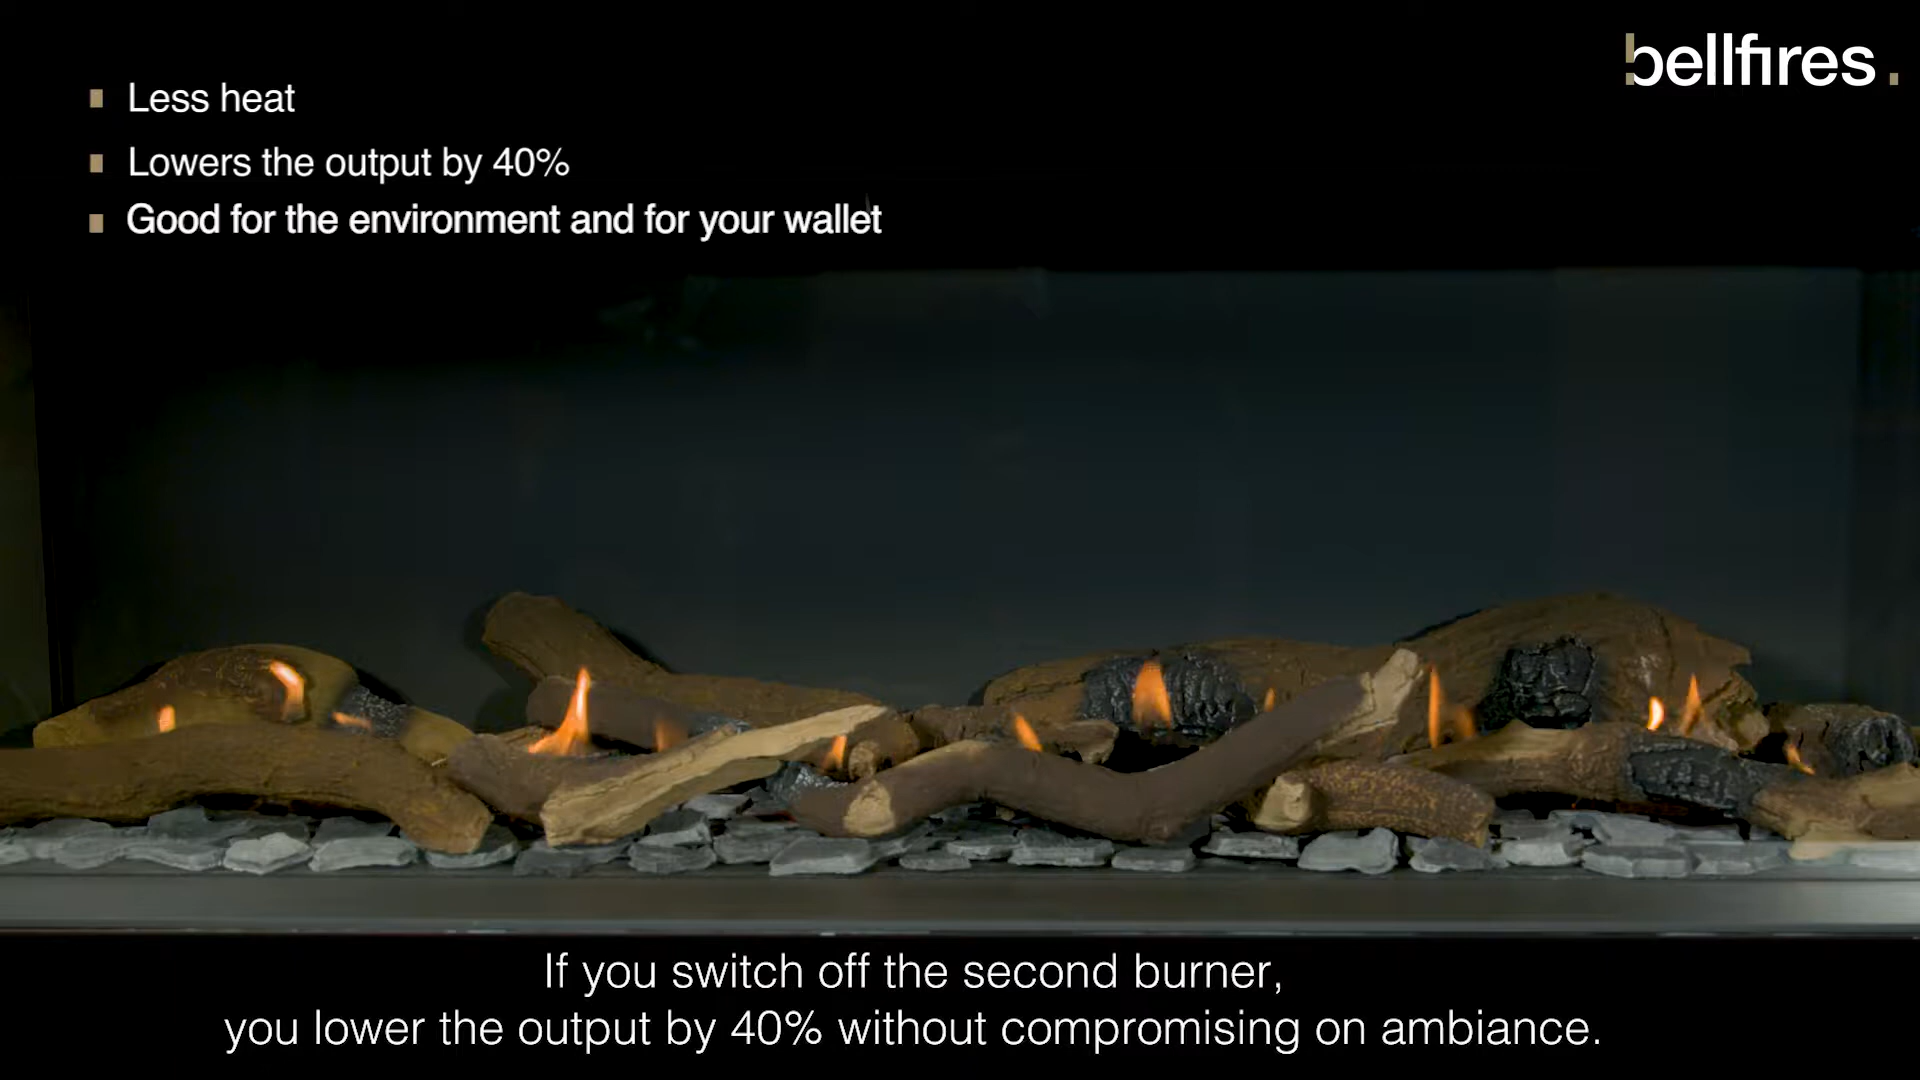 bellfires.
Less heat
Lowers the output by 40%
Good for the environment and for your wallet
If you switch off the second burner,
you lower the output by 40% without compromising on ambiance.